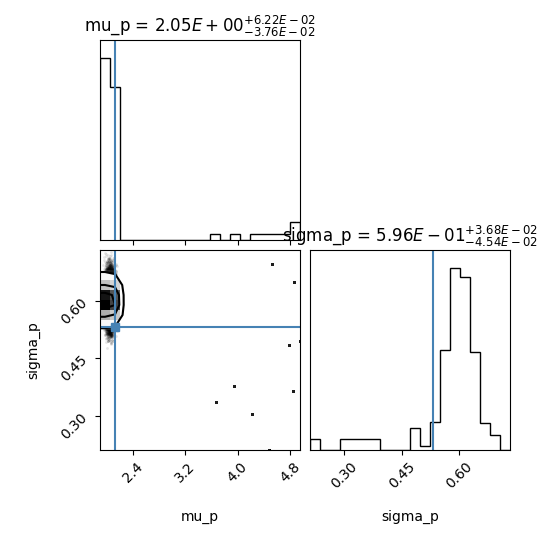 mu_p = 2.05E+00+6.22E−02−3.76E−02
sigma_p = 5.96E−01+3.68E−02−4.54E−02
0.60
0.45
0.30
sigma_p
2.4 3.2 4.0 4.8
0.30 0.45 0.60
mu_p
sigma_p